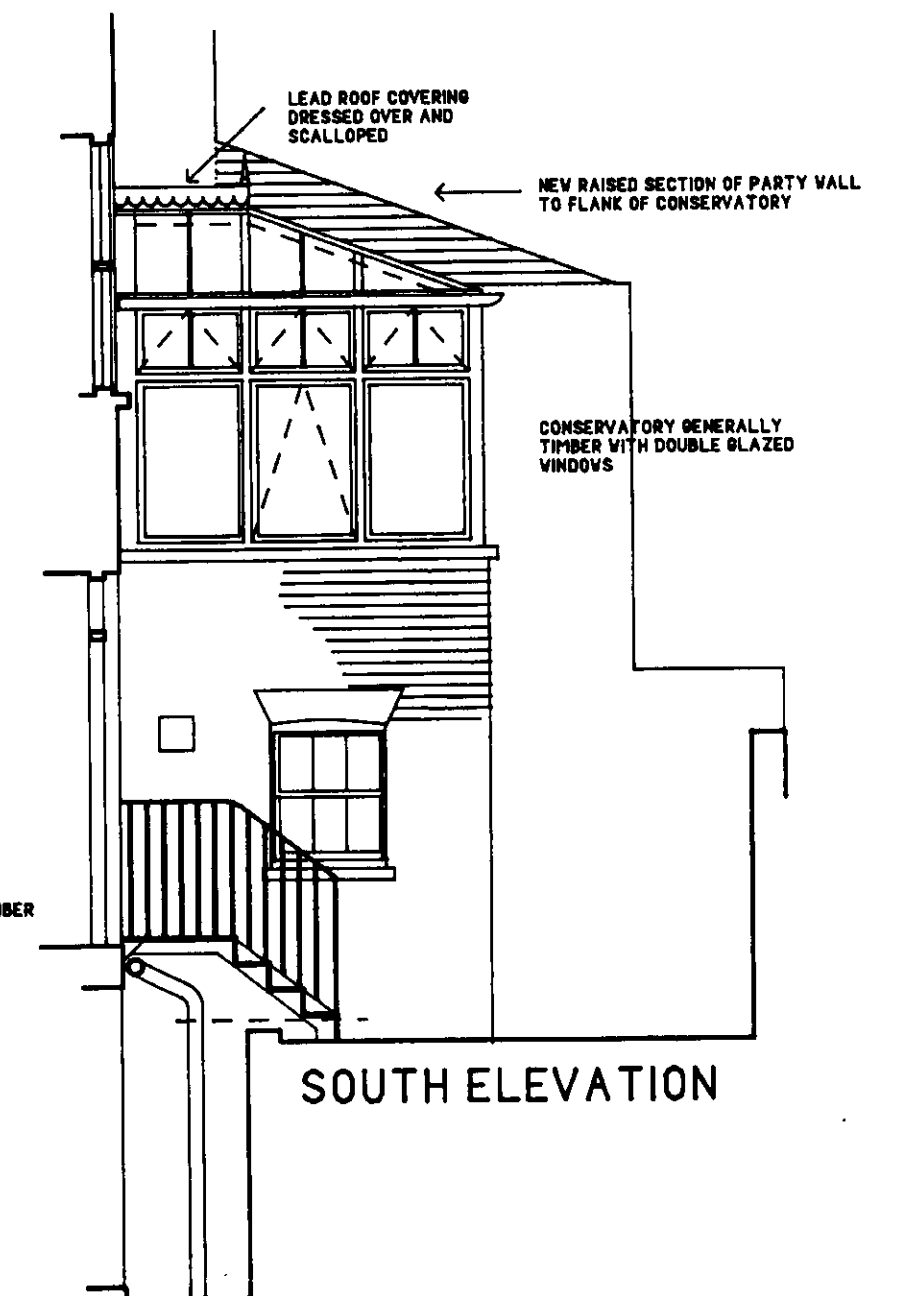 LEAD ROOF COVERING
DRESSED OVER AND
SCALLOPED
NEW RAISED SECTION OF PARTY WALL
TO FLANK OF CONSERVATORY
CONSERVATORY GENERALLY
TIMBER WITH DOUBLE GLAZED
WINDOWS
SOUTH ELEVATION